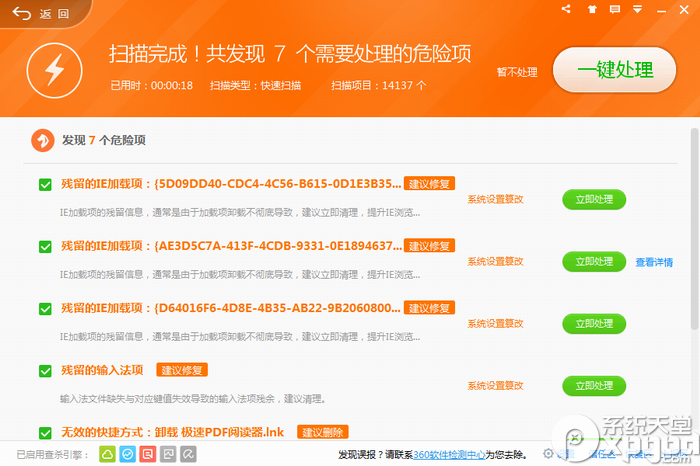 返 回
扫描完成！共发现 7 个需要处理的危险项
已用时：00:00:18 扫描类型：快速扫描 扫描项目：14137 个
暂不处理
一键处理
发现 7 个危险项
残留的IE加载项：{5D09DD40-CDC4-4C56-B615-0D1E3B35... 建议修复
IE加载项的残留信息，通常是由于加载项卸载不彻底导致，建议立即清理，提升IE浏览...
系统设置篡改
立即处理
残留的IE加载项：{AE3D5C7A-413F-4CDB-9331-0E1894637... 建议修复
IE加载项的残留信息，通常是由于加载项卸载不彻底导致，建议立即清理，提升IE浏览...
系统设置篡改
立即处理 查看详情
残留的IE加载项：{D64016F6-4D8E-4B35-AB22-9B2060800... 建议修复
IE加载项的残留信息，通常是由于加载项卸载不彻底导致，建议立即清理，提升IE浏览...
系统设置篡改
立即处理
残留的输入法项 建议修复
输入法文件缺失与对应键值失效导致的输入法项残余，建议清理。
系统设置篡改
立即处理
无效的快捷方式：卸载 极速PDF阅读器.lnk 建议删除
已启用查杀引擎：
发现误报？请联系360软件检测中心为您去除。
系统天堂
xpxpbbb